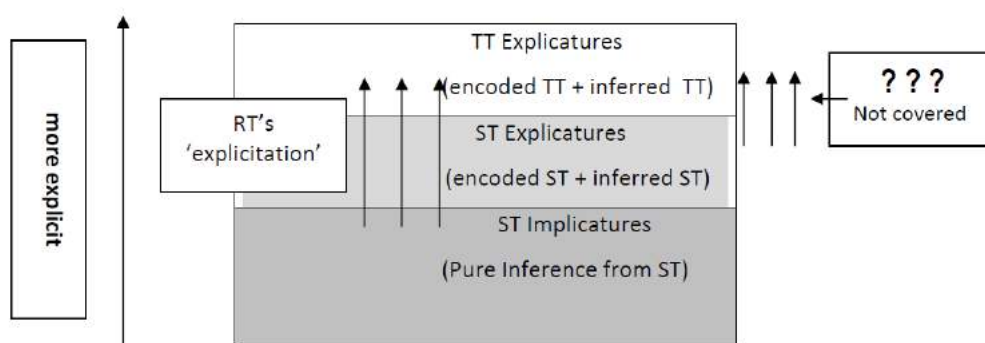 more explicit
RT's
'explicitation'
TT Explicatures
(encoded TT + inferred TT)
ST Explicatures
(encoded ST + inferred ST)
ST Implicatures
(Pure Inference from ST)
? ? ?
Not covered